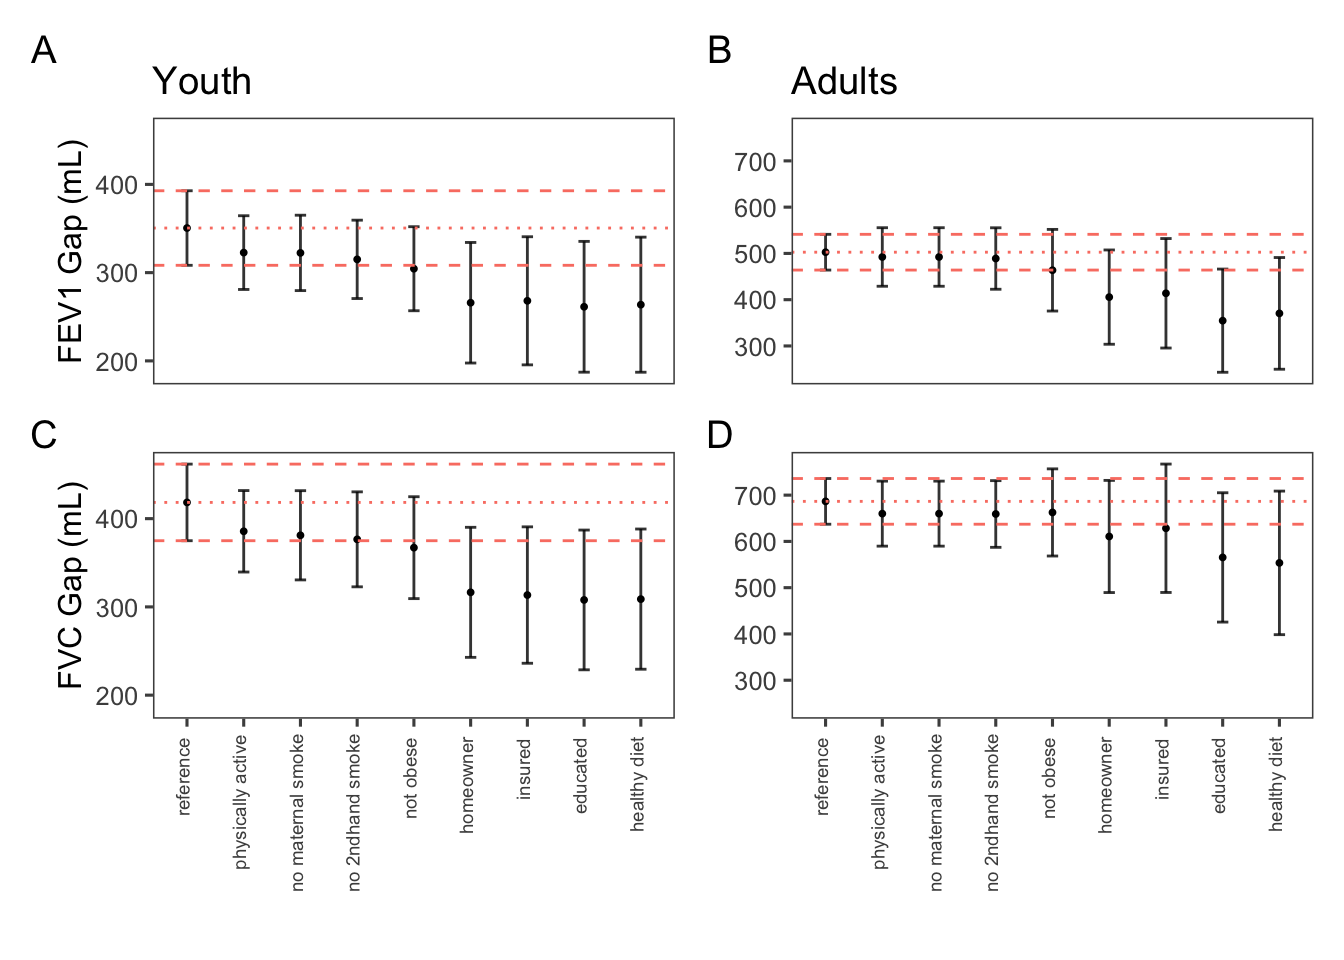 A
Youth
FEV1 Gap (mL)
400
300
200
B
Adults
700
600
500
400
300
C
FVC Gap (mL)
400
300
200
reference
physically active
no maternal smoke
no 2ndhand smoke
not obese
homeowner
insured
educated
healthy diet
D
700
600
500
400
300
reference
physically active
no maternal smoke
no 2ndhand smoke
not obese
homeowner
insured
educated
healthy diet